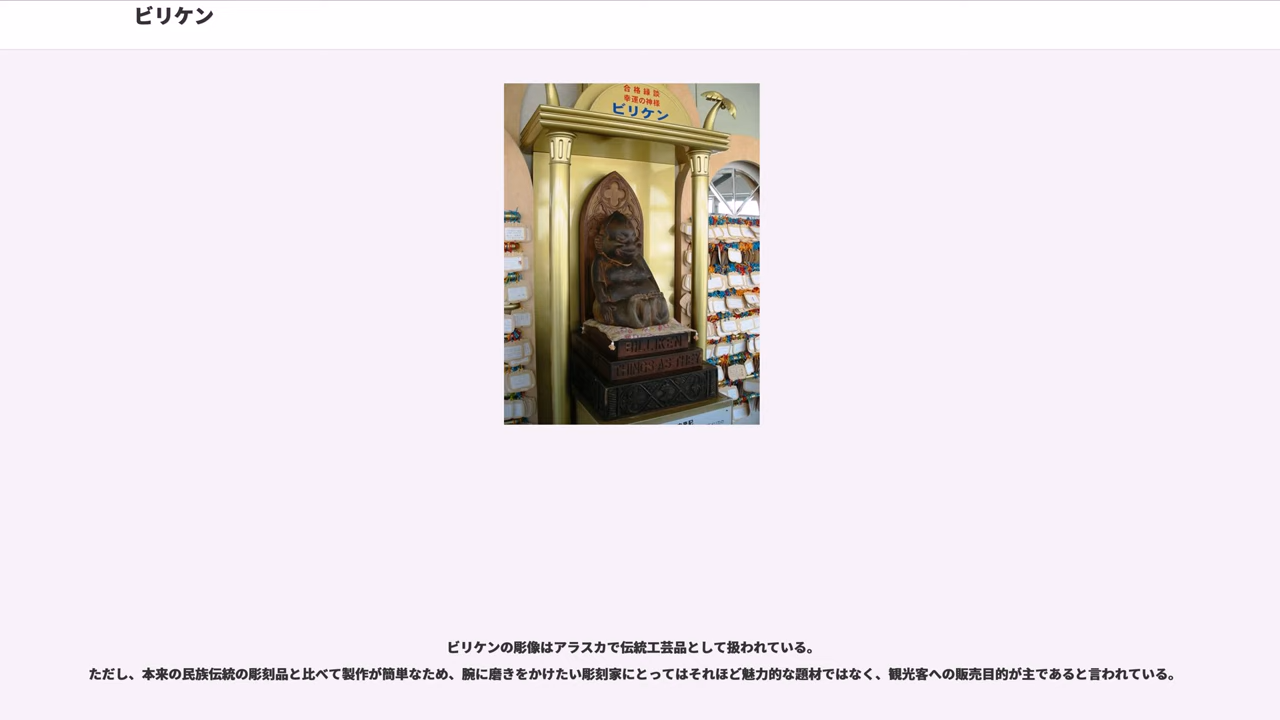 ビリケン
合格縁談
幸運の神様
ビリケン
BILLIKEN
THINGS AS THEY
ビリケンの彫像はアラスカで伝統工芸品として扱われている。
ただし、本来の民族伝統の彫刻品と比べて製作が簡単なため、腕に磨きをかけたい彫刻家にとってはそれほど魅力的な題材ではなく、観光客への販売目的が主であると言われている。